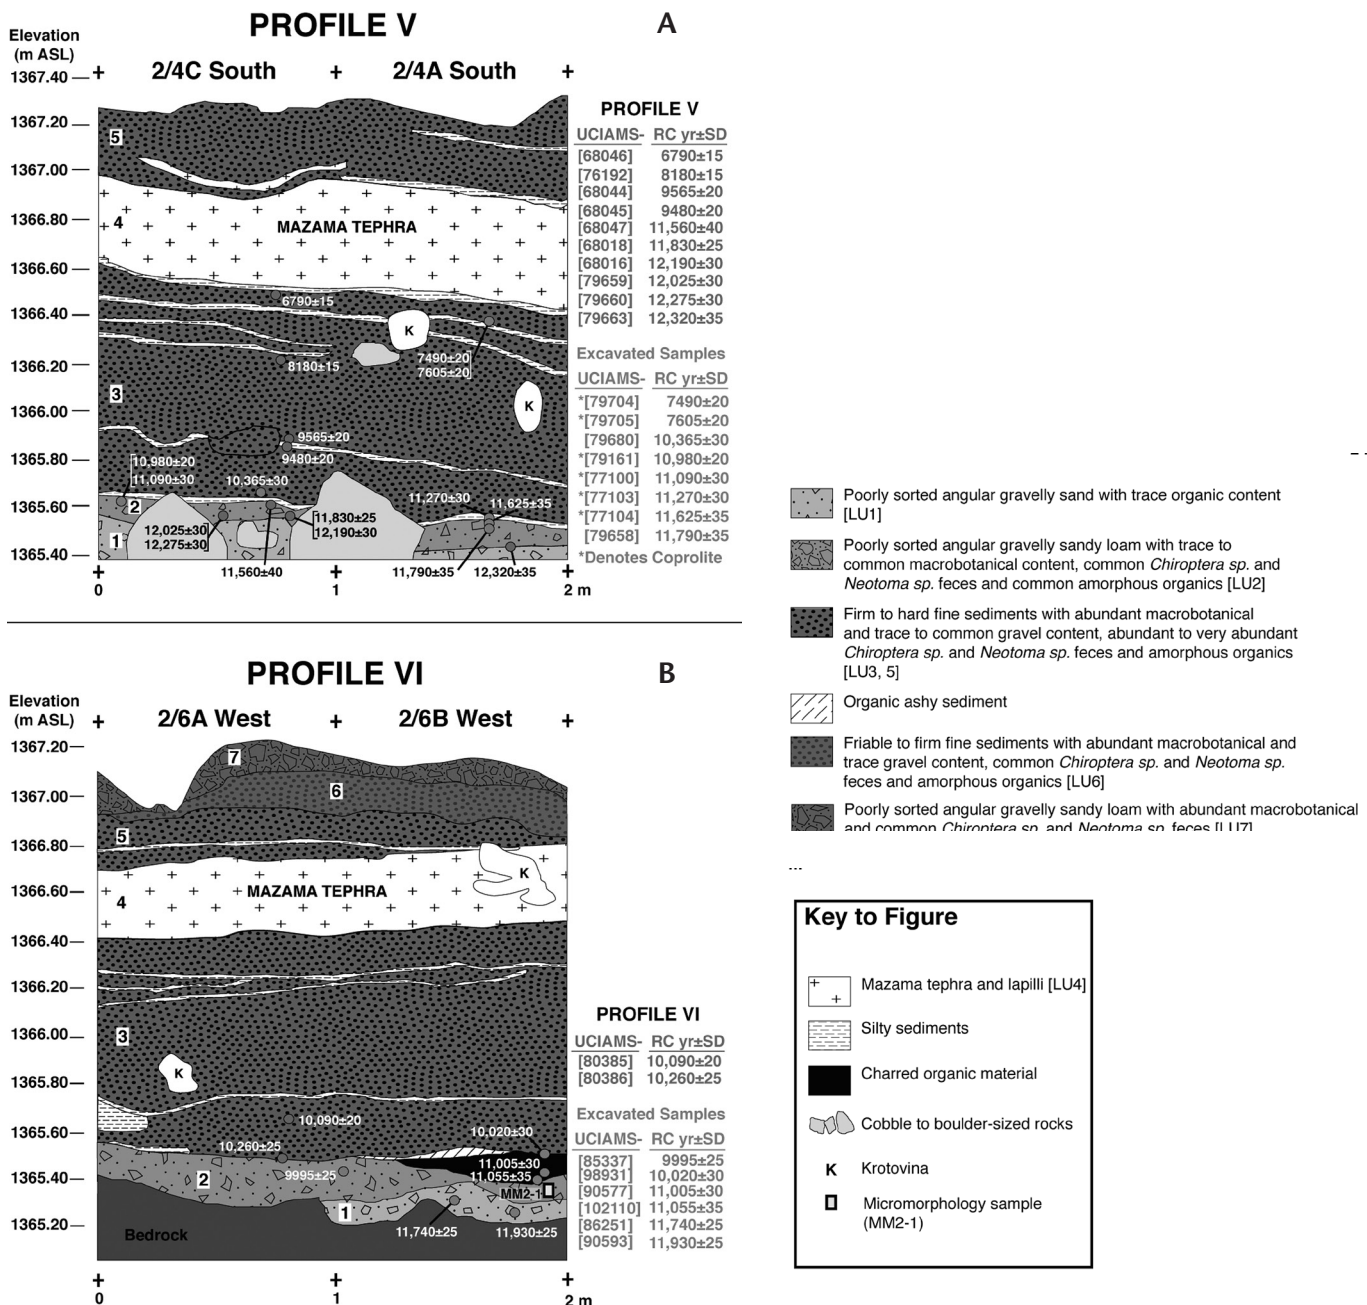 PROFILE V
A
Elevation
(m ASL)
2/4C South
2/4A South
1367.40
1367.20
1367.00
1366.80
1366.60
1366.40
1366.20
1366.00
1365.80
1365.60
1365.40
5
4
MAZAMA TEPHRA
6790±15
K
7490±20
7605±20
8180±15
3
K
9565±20
9480±20
10,980±20
11,090±30
10,365±30
11,270±30
11,625±35
2
11,830±25
12,190±30
12,025±30
12,275±30
1
11,560±40
11,790±35
12,320±35
0
1
2 m
PROFILE V
UCIAMS- RC yr±SD
[68046] 6790±15
[76192] 8180±15
[68044] 9565±20
[68045] 9480±20
[68047] 11,560±40
[68018] 11,830±25
[68016] 12,190±30
[79659] 12,025±30
[79660] 12,275±30
[79663] 12,320±35
Excavated Samples
UCIAMS- RC yr±SD
*[79704] 7490±20
*[79705] 7605±20
[79680] 10,365±30
*[79161] 10,980±20
*[77100] 11,090±30
*[77103] 11,270±30
*[77104] 11,625±35
[79658] 11,790±35
*Denotes Coprolite
PROFILE VI
B
Elevation
(m ASL)
2/6A West
2/6B West
1367.20
1367.00
1366.80
1366.60
1366.40
1366.20
1366.00
1365.80
1365.60
1365.40
1365.20
7
6
5
4
MAZAMA TEPHRA
K
3
K
10,090±20
10,020±30
10,260±25
11,005±30
9995±25
11,055±35
2
MM2-1
1
11,740±25
11,930±25
Bedrock
0
1
2 m
PROFILE VI
UCIAMS- RC yr±SD
[80385] 10,090±20
[80386] 10,260±25
Excavated Samples
UCIAMS- RC yr±SD
[85337] 9995±25
[98931] 10,020±30
[90577] 11,005±30
[102110] 11,055±35
[86251] 11,740±25
[90593] 11,930±25
Poorly sorted angular gravelly sand with trace organic content
[LU1]
Poorly sorted angular gravelly sandy loam with trace to
common macrobotanical content, common Chiroptera sp. and
Neotoma sp. feces and common amorphous organics [LU2]
Firm to hard fine sediments with abundant macrobotanical
and trace to common gravel content, abundant to very abundant
Chiroptera sp. and Neotoma sp. feces and amorphous organics
[LU3, 5]
Organic ashy sediment
Friable to firm fine sediments with abundant macrobotanical and
trace gravel content, common Chiroptera sp. and Neotoma sp.
feces and amorphous organics [LU6]
Poorly sorted angular gravelly sandy loam with abundant macrobotanical
and common Chiroptera sp. and Neotoma sp. feces [LU7]
Key to Figure
Mazama tephra and lapilli [LU4]
Silty sediments
Charred organic material
Cobble to boulder-sized rocks
K Krotovina
Micromorphology sample
(MM2-1)